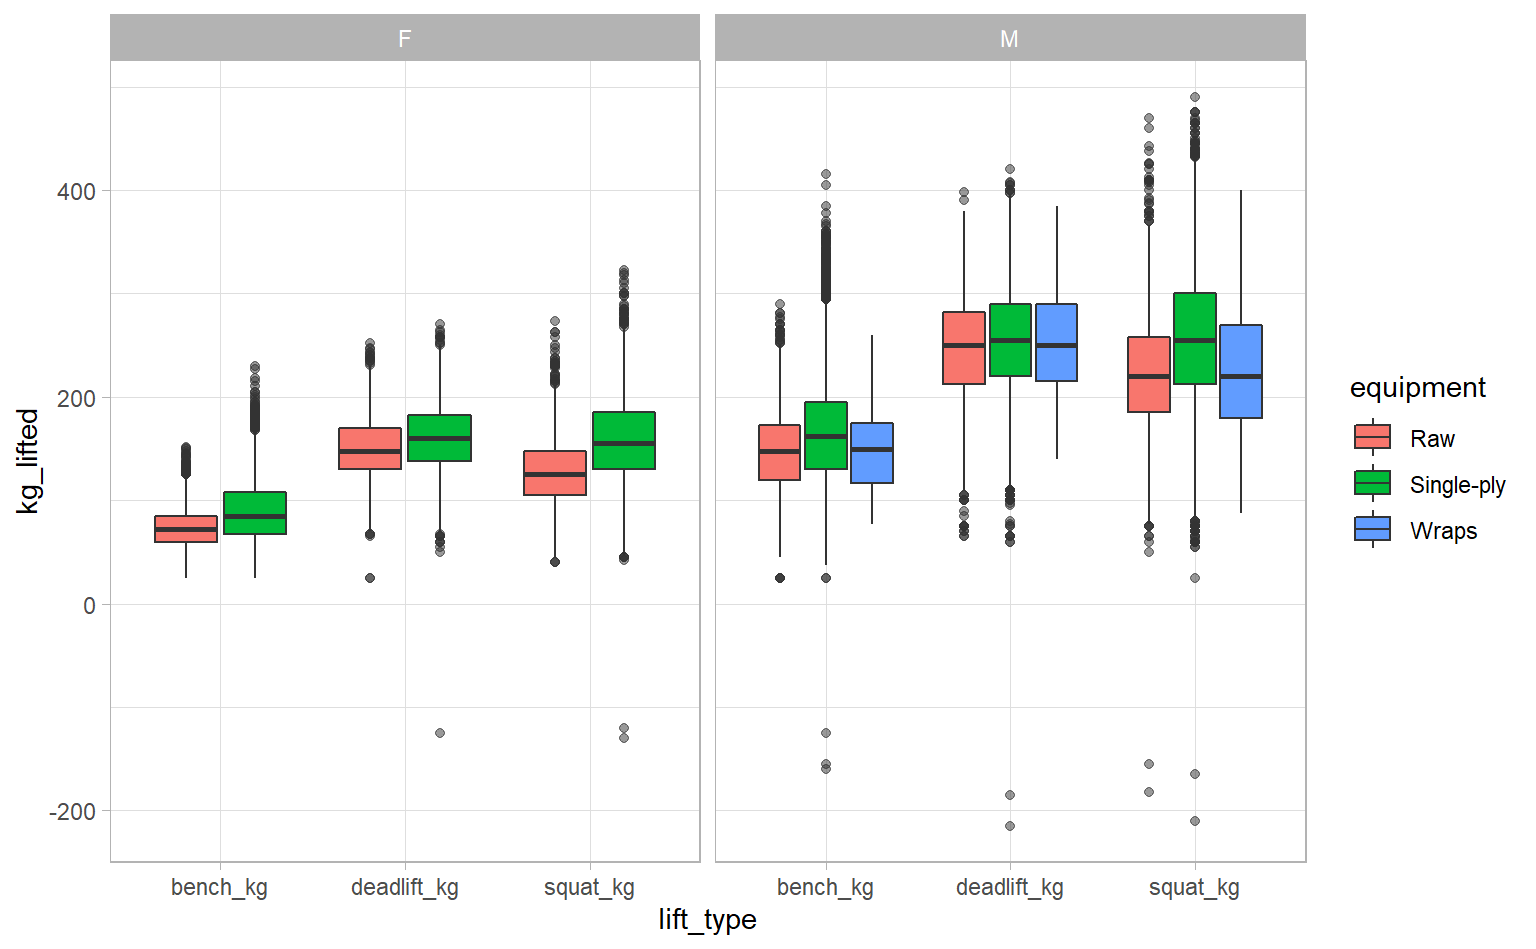 F
M
kg_lifted
400
200
0
-200
bench_kg
deadlift_kg
squat_kg
bench_kg
deadlift_kg
squat_kg
lift_type
equipment
Raw
Single-ply
Wraps